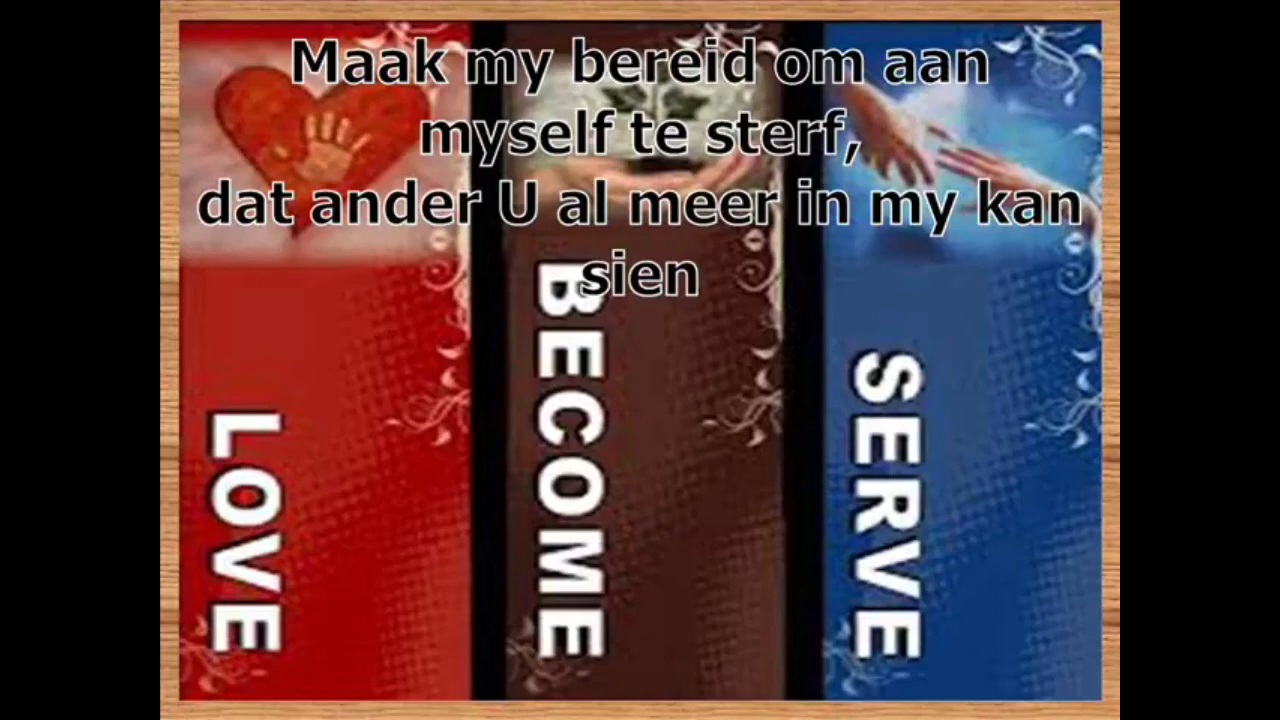 Maak my bereid om aan
myself te sterf,
dat ander U al meer in my kan
sien
LOVE
BECOME
SERVE